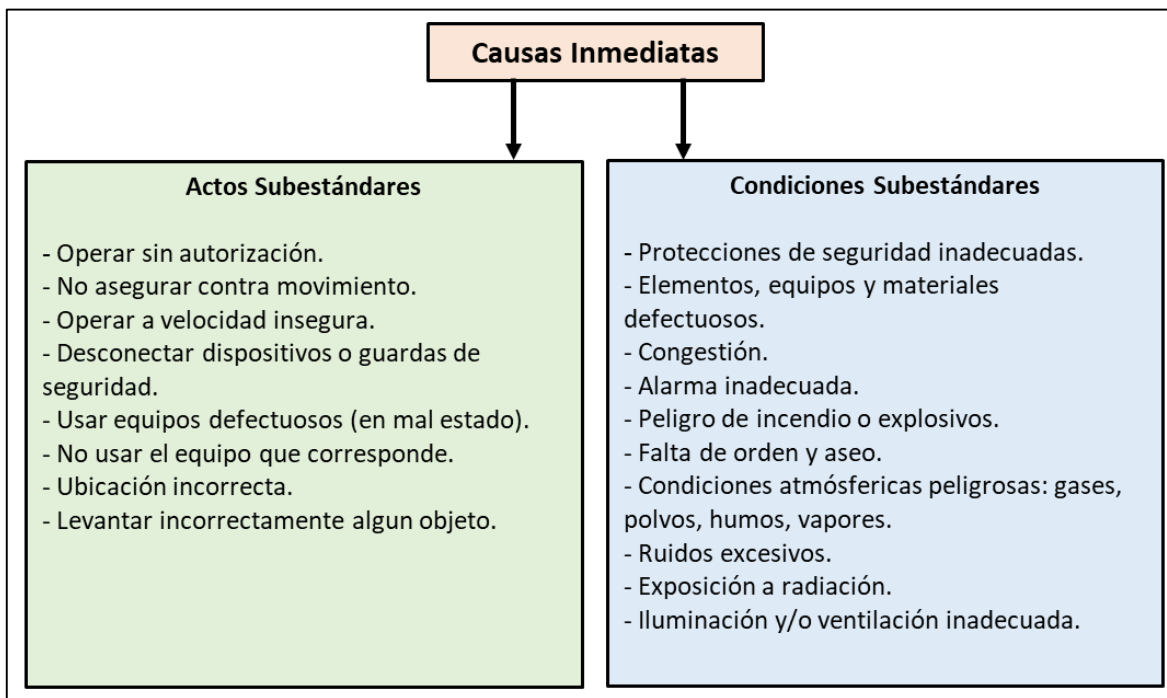 Causas Inmediatas
Actos Subestándares
- Operar sin autorización.
- No asegurar contra movimiento.
- Operar a velocidad insegura.
- Desconectar dispositivos o guardas de
seguridad.
- Usar equipos defectuosos (en mal estado).
- No usar el equipo que corresponde.
- Ubicación incorrecta.
- Levantar incorrectamente algun objeto.
Condiciones Subestándares
- Protecciones de seguridad inadecuadas.
- Elementos, equipos y materiales
defectuosos.
- Congestión.
- Alarma inadecuada.
- Peligro de incendio o explosivos.
- Falta de orden y aseo.
- Condiciones atmósfericas peligrosas: gases,
polvos, humos, vapores.
- Ruidos excesivos.
- Exposición a radiación.
- Iluminación y/o ventilación inadecuada.